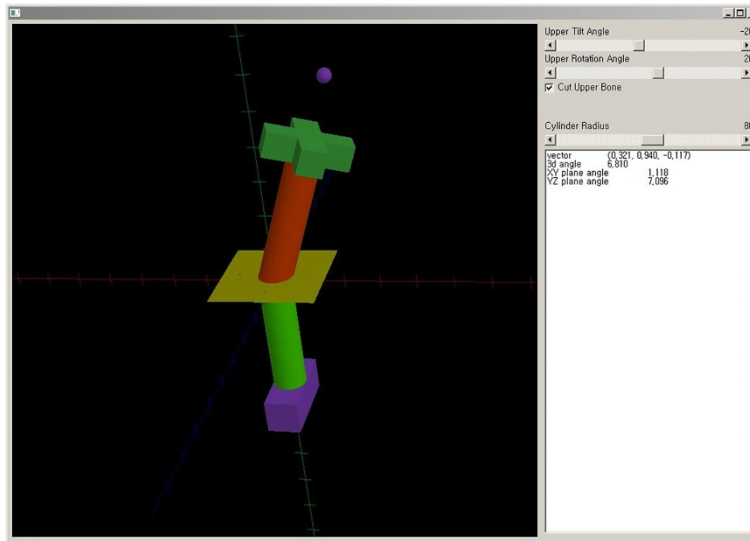 Upper Tilt Angle -20
Upper Rotation Angle 20
Cut Upper Bone
Cylinder Radius 80
vector (0,321, 0,940, -0,117)
3d angle 6,810
XY plane angle 1,118
YZ plane angle 7,096